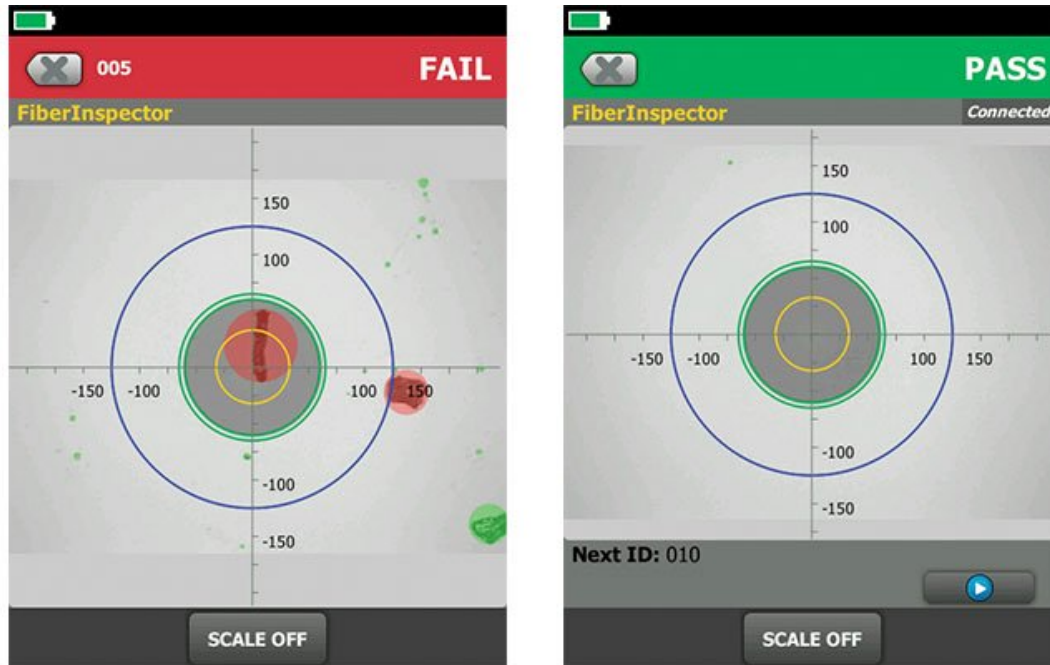 005 FAIL
FiberInspector
150
100
-150 -100 100 150
-100
-150
SCALE OFF
PASS
FiberInspector Connected
150
100
-150 -100 100 150
-100
-150
Next ID: 010
SCALE OFF